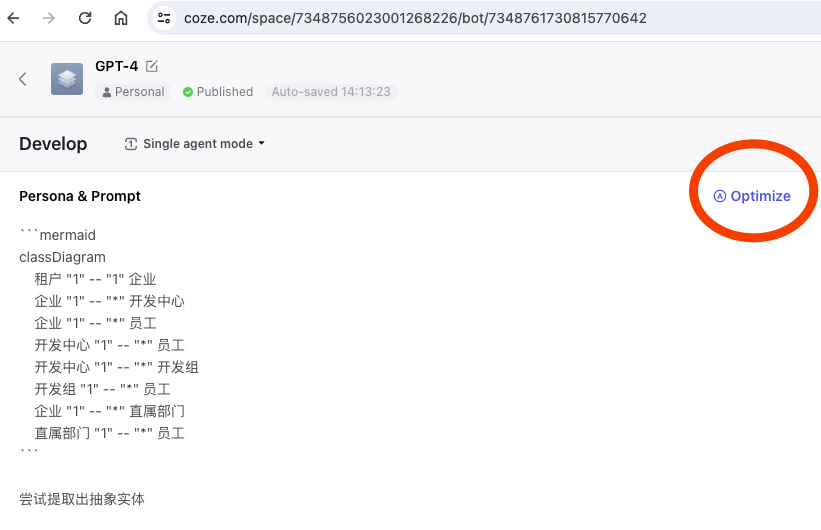 coze.com/space/7348756023001268226/bot/7348761730815770642
GPT-4
Personal Published Auto-saved 14:13:23
Develop Single agent mode
Persona & Prompt Optimize
```mermaid
classDiagram
    租户 "1" -- "1" 企业
    企业 "1" -- "*" 开发中心
    企业 "1" -- "*" 员工
    开发中心 "1" -- "*" 员工
    开发中心 "1" -- "*" 开发组
    开发组 "1" -- "*" 员工
    企业 "1" -- "*" 直属部门
    直属部门 "1" -- "*" 员工
```
尝试提取出抽象实体